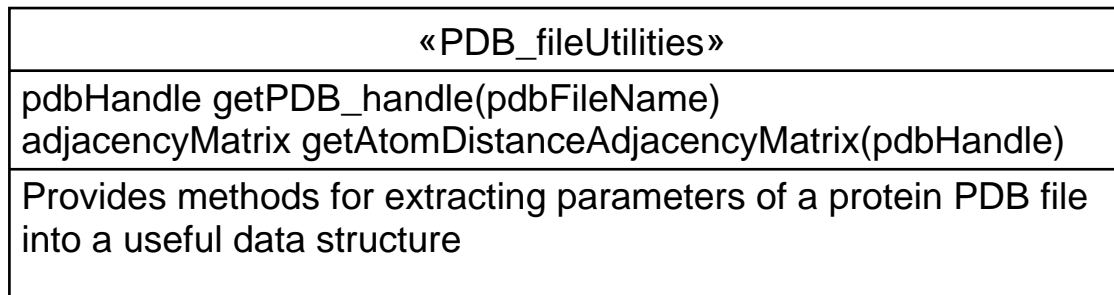 «PDB_fileUtilities»
pdbHandle getPDB_handle(pdbFileName)
adjacencyMatrix getAtomDistanceAdjacencyMatrix(pdbHandle)
Provides methods for extracting parameters of a protein PDB file
into a useful data structure